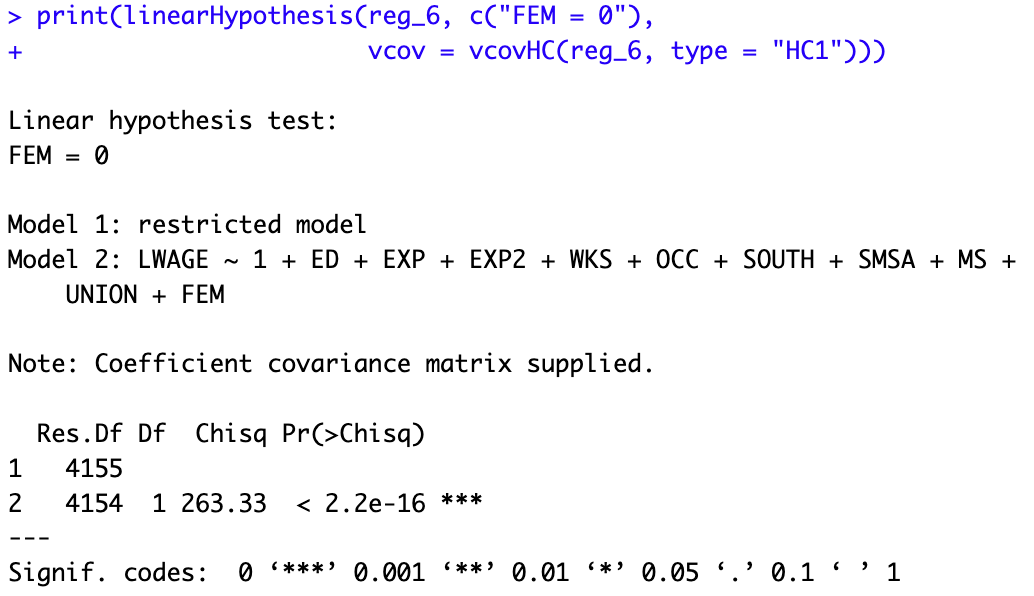 > print(linearHypothesis(reg_6, c("FEM = 0"),
+                         vcov = vcovHC(reg_6, type = "HC1")))
Linear hypothesis test:
FEM = 0
Model 1: restricted model
Model 2: LWAGE ~ 1 + ED + EXP + EXP2 + WKS + OCC + SOUTH + SMSA + MS +
    UNION + FEM
Note: Coefficient covariance matrix supplied.
  Res.Df Df  Chisq Pr(>Chisq)
1   4155
2   4154  1 263.33  < 2.2e-16 ***
---
Signif. codes:  0 ‘***’ 0.001 ‘**’ 0.01 ‘*’ 0.05 ‘.’ 0.1 ‘ ’ 1